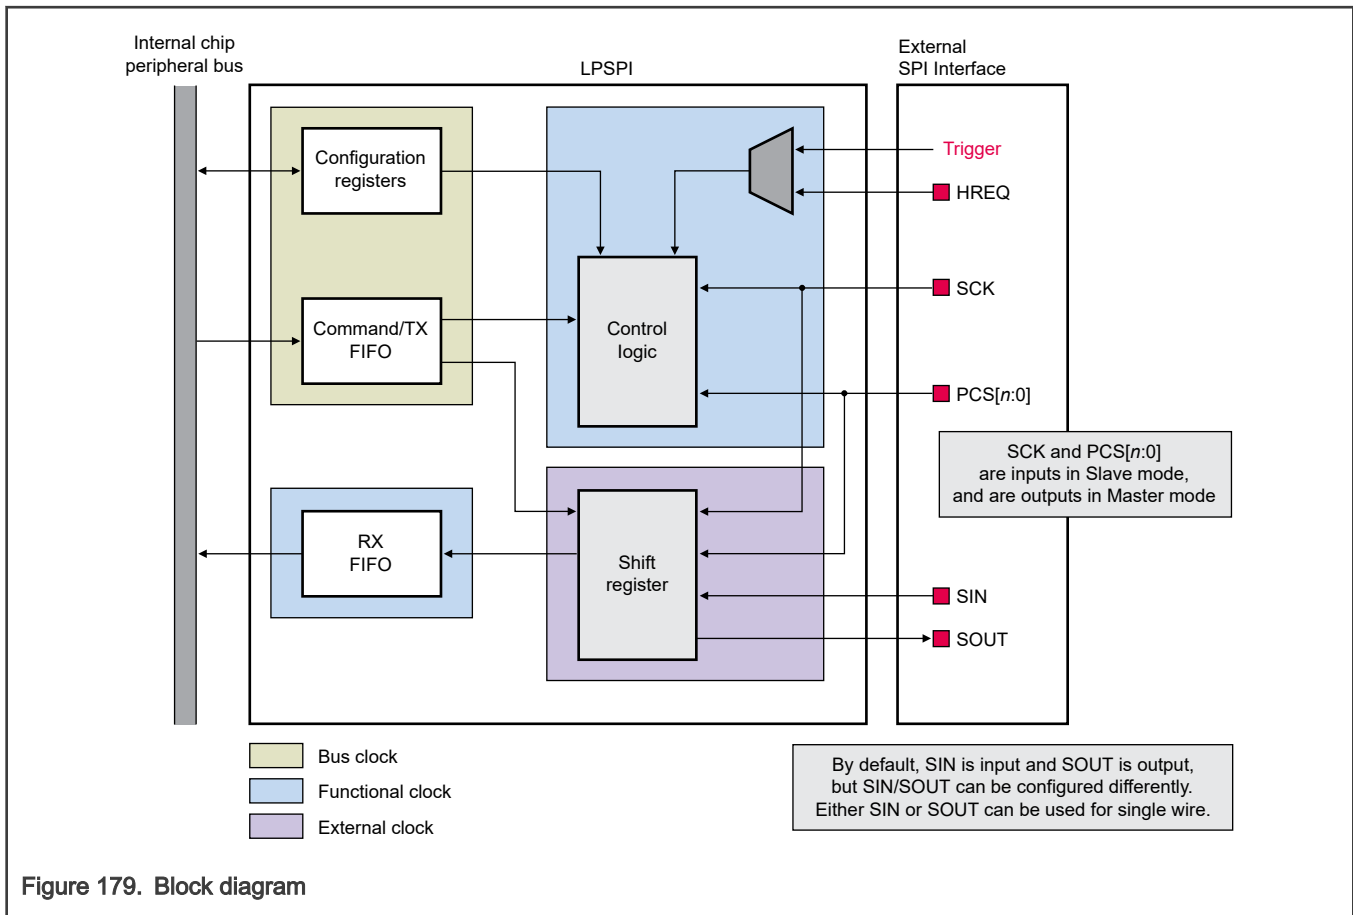 Internal chip
peripheral bus
LPSPI
External
SPI Interface
Configuration
registers
Trigger
HREQ
SCK
Command/TX
FIFO
Control
logic
PCS[n:0]
SCK and PCS[n:0]
are inputs in Slave mode,
and are outputs in Master mode
RX
FIFO
Shift
register
SIN
SOUT
Bus clock
Functional clock
External clock
By default, SIN is input and SOUT is output,
but SIN/SOUT can be configured differently.
Either SIN or SOUT can be used for single wire.
Figure 179. Block diagram